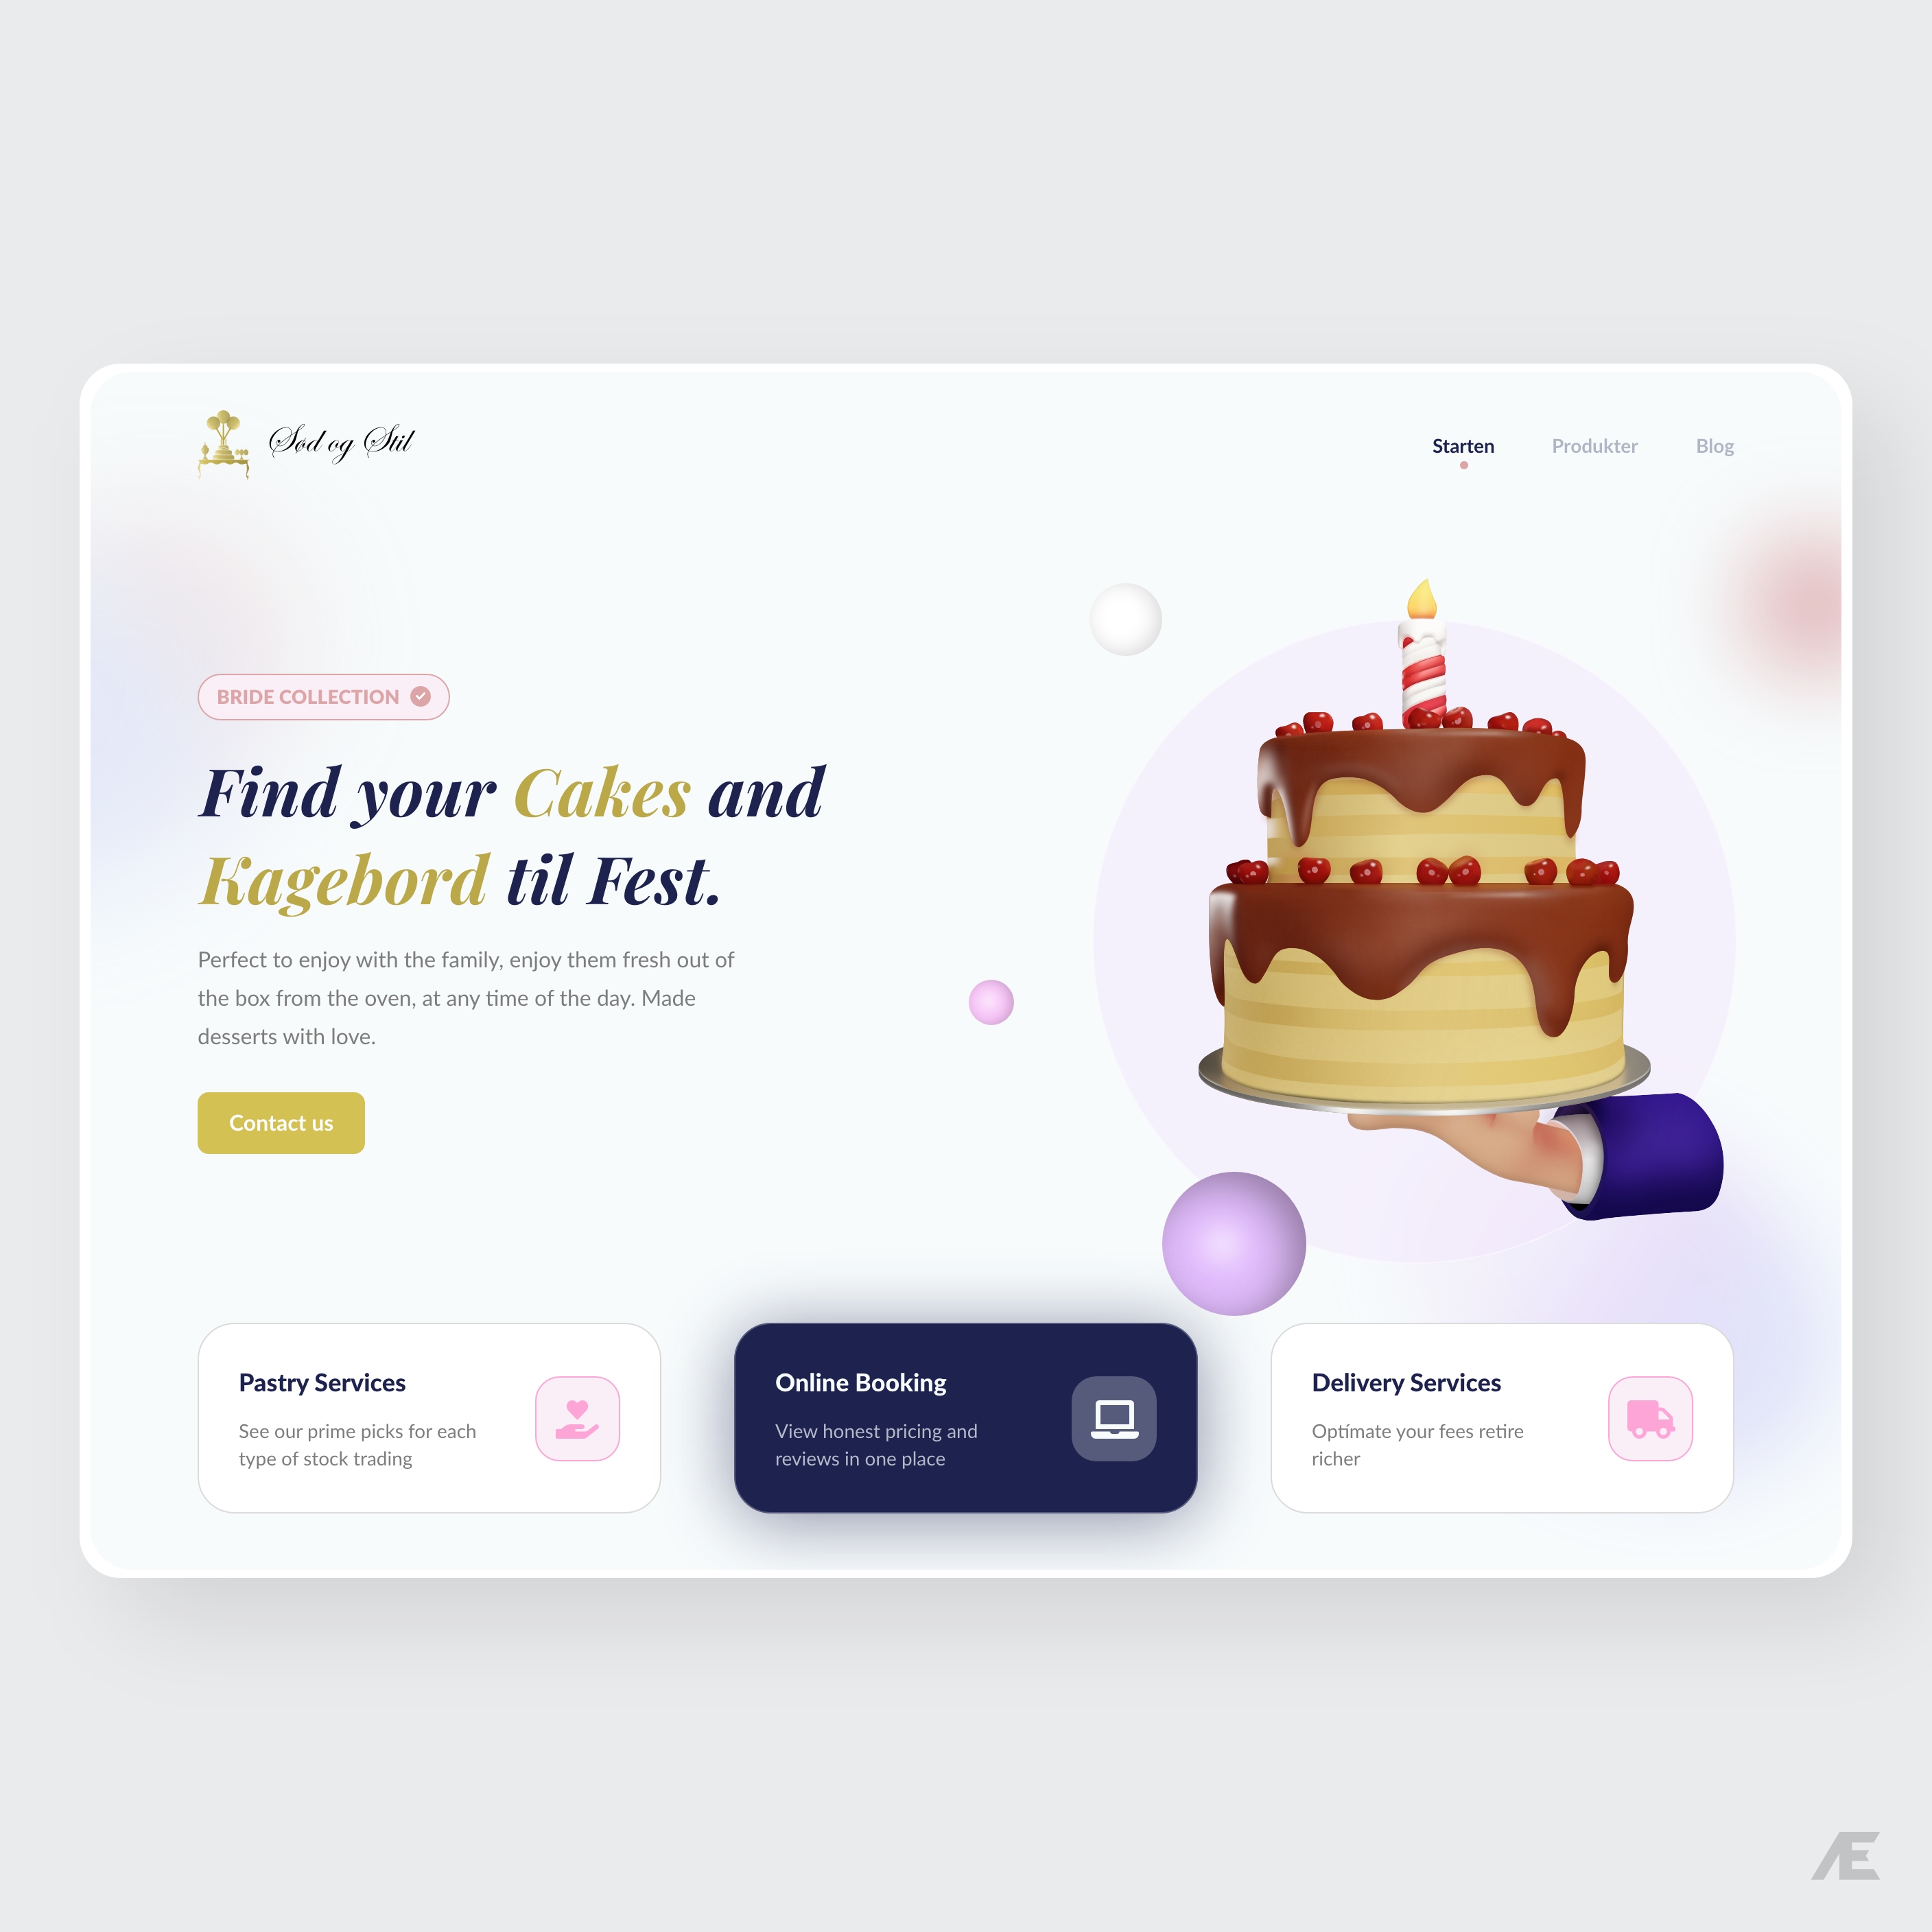 Sød og Stil
Starten
Produkter
Blog
BRIDE COLLECTION
Find your Cakes and
Kagebord til Fest.
Perfect to enjoy with the family, enjoy them fresh out of
the box from the oven, at any time of the day. Made
desserts with love.
Contact us
Pastry Services
See our prime picks for each
type of stock trading
Online Booking
View honest pricing and
reviews in one place
Delivery Services
Optímate your fees retire
richer
Æ